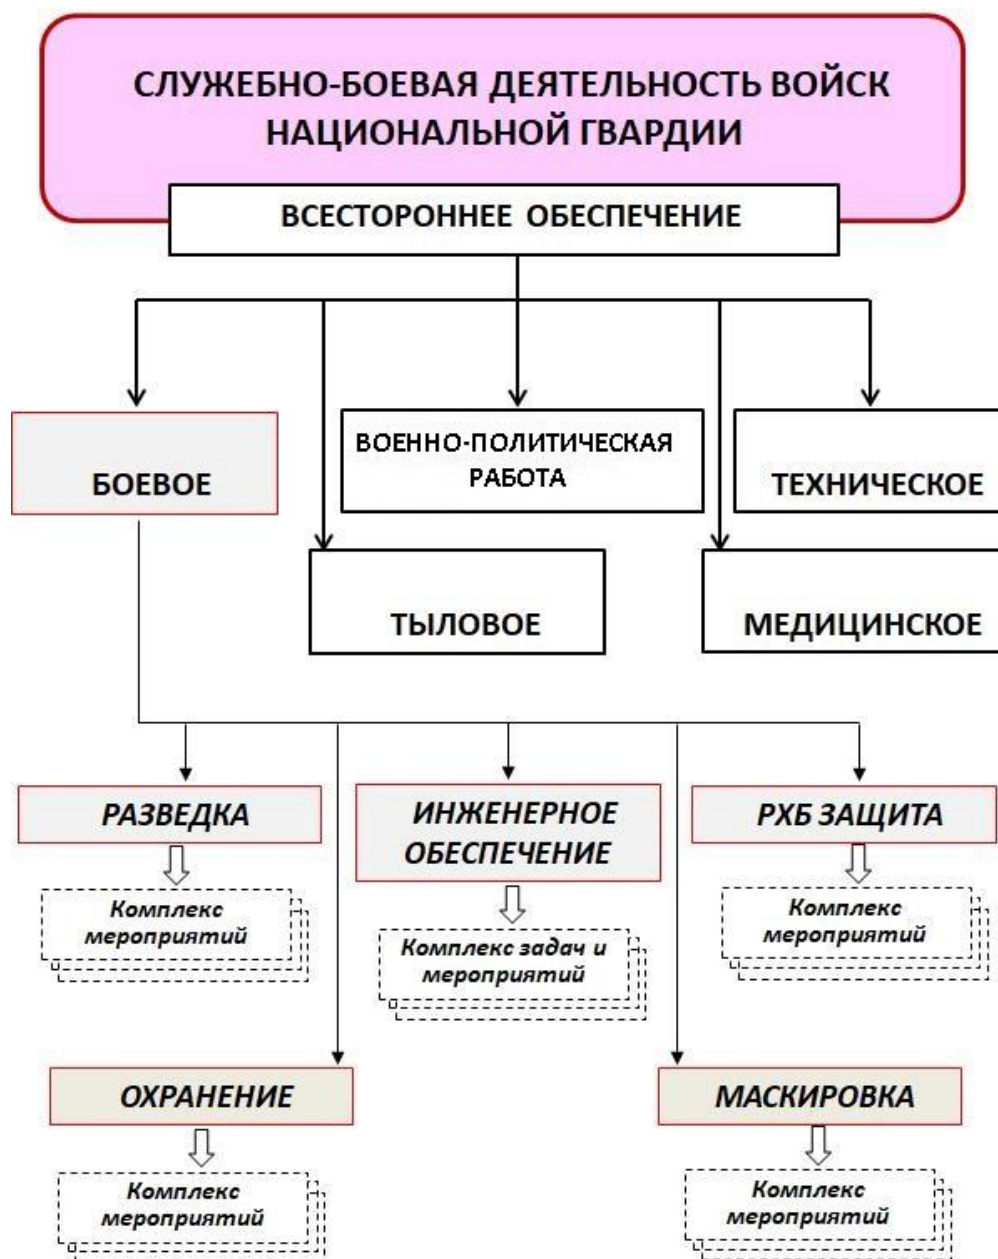 СЛУЖЕБНО-БОЕВАЯ ДЕЯТЕЛЬНОСТЬ ВОЙСК
НАЦИОНАЛЬНОЙ ГВАРДИИ
ВСЕСТОРОННЕЕ ОБЕСПЕЧЕНИЕ
БОЕВОЕ
ВОЕННО-ПОЛИТИЧЕСКАЯ
РАБОТА
ТЕХНИЧЕСКОЕ
ТЫЛОВОЕ
МЕДИЦИНСКОЕ
РАЗВЕДКА
ИНЖЕНЕРНОЕ
ОБЕСПЕЧЕНИЕ
РХБ ЗАЩИТА
Комплекс
мероприятий
Комплекс задач и
мероприятий
Комплекс
мероприятий
ОХРАНЕНИЕ
МАСКИРОВКА
Комплекс
мероприятий
Комплекс
мероприятий